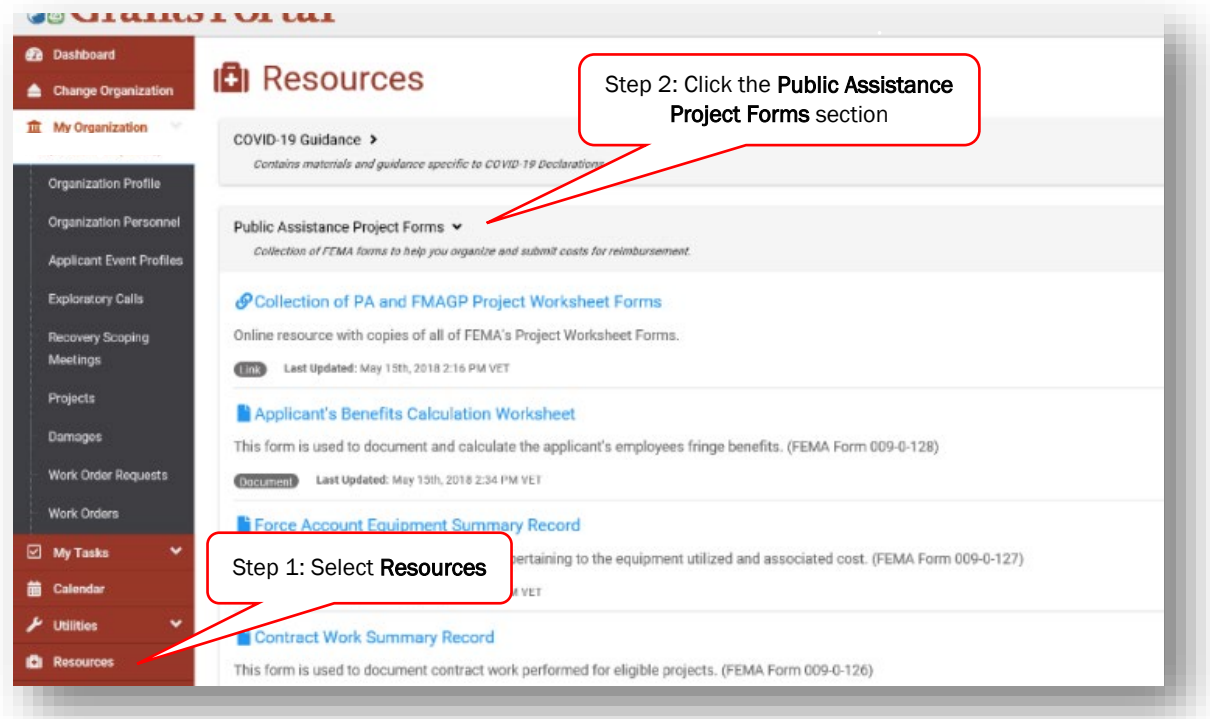 Grants Portal
Dashboard
Change Organization
My Organization
Organization Profile
Organization Personnel
Applicant Event Profiles
Exploratory Calls
Recovery Scoping
Meetings
Projects
Damages
Work Order Requests
Work Orders
My Tasks
Calendar
Utilities
Resources
Resources
Step 2: Click the Public Assistance
Project Forms section
COVID-19 Guidance
Contains materials and guidance specific to COVID-19 Declarations
Public Assistance Project Forms
Collection of FEMA forms to help you organize and submit costs for reimbursement.
Collection of PA and FMAGP Project Worksheet Forms
Online resource with copies of all of FEMA's Project Worksheet Forms.
Link Last Updated: May 15th, 2018 2:16 PM VET
Applicant's Benefits Calculation Worksheet
This form is used to document and calculate the applicant's employees fringe benefits. (FEMA Form 009-0-128)
Document Last Updated: May 15th, 2018 2:34 PM VET
Force Account Equipment Summary Record
pertaining to the equipment utilized and associated cost. (FEMA Form 009-0-127)
VET
Step 1: Select Resources
Contract Work Summary Record
This form is used to document contract work performed for eligible projects. (FEMA Form 009-0-126)